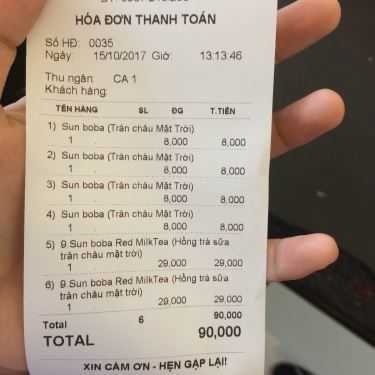 HÓA ĐƠN THANH TOÁN
Số HĐ: 0035
Ngày: 15/10/2017 Giờ: 13:13:46
Thu ngân: CA 1
Khách hàng:
TÊN HÀNG SL ĐG T.TIỀN
1) Sun boba (Trân châu Mặt Trời)
1 8,000 8,000
2) Sun boba (Trân châu Mặt Trời)
1 8,000 8,000
3) Sun boba (Trân châu Mặt Trời)
1 8,000 8,000
4) Sun boba (Trân châu Mặt Trời)
1 8,000 8,000
5) 9.Sun boba Red MilkTea (Hồng trà sữa
trân châu mặt trời)
1 29,000 29,000
6) 9.Sun boba Red MilkTea (Hồng trà sữa
trân châu mặt trời)
1 29,000 29,000
Total 6 90,000
TOTAL 90,000
XIN CẢM ƠN - HẸN GẶP LẠI!